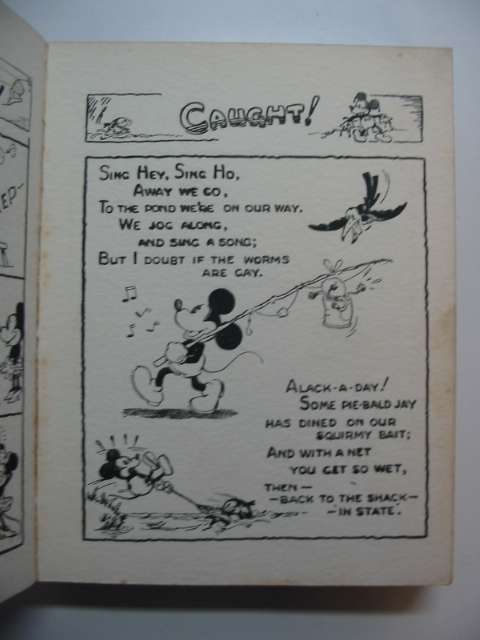 EEP-
CAUGHT!
SING HEY, SING HO,
AWAY WE GO,
TO THE POND WE'RE ON OUR WAY.
WE JOG ALONG,
AND SING A SONG;
BUT I DOUBT IF THE WORMS
ARE GAY.
ALACK-A-DAY!
SOME PIE-BALD JAY
HAS DINED ON OUR
SQUIRMY BAIT;
AND WITH A NET
YOU GET SO WET,
THEN—
—BACK TO THE SHACK—
—IN STATE.